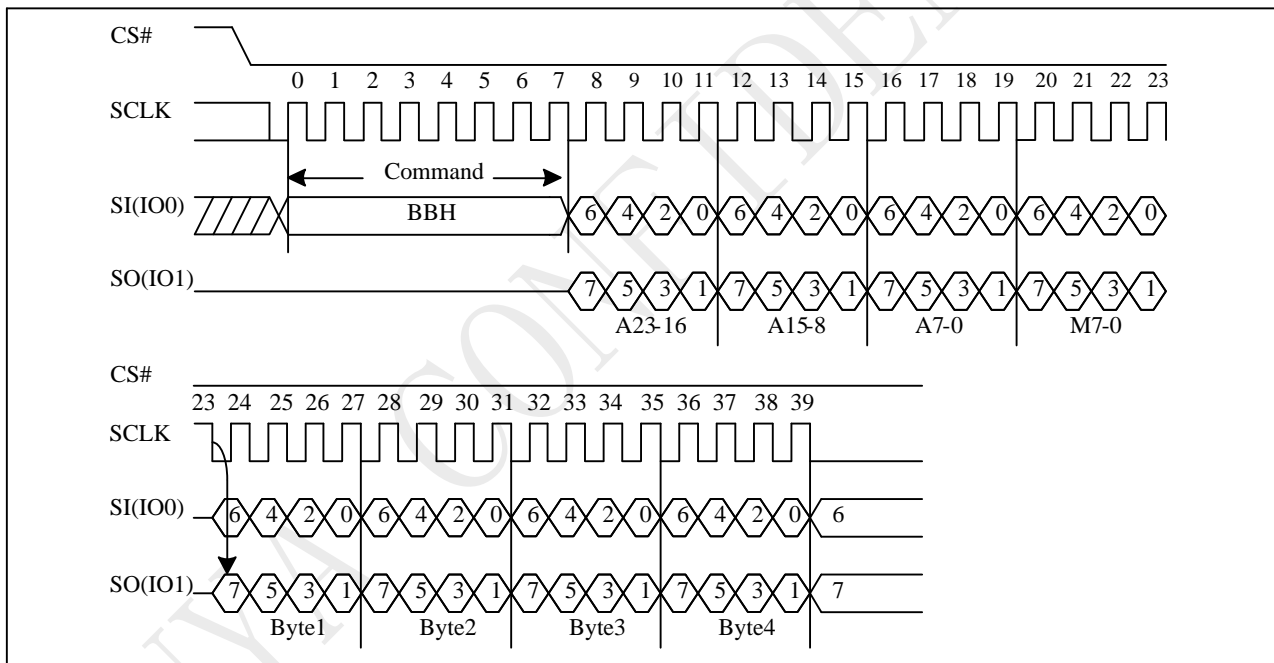 CS#
0 1 2 3 4 5 6 7 8 9 10 11 12 13 14 15 16 17 18 19 20 21 22 23
SCLK
Command
SI(IO0) BBH 6 4 2 0 6 4 2 0 6 4 2 0 6 4 2 0
SO(IO1) 7 5 3 1 7 5 3 1 7 5 3 1 7 5 3 1
A23-16 A15-8 A7-0 M7-0
CS#
23 24 25 26 27 28 29 30 31 32 33 34 35 36 37 38 39
SCLK
SI(IO0) 6 4 2 0 6 4 2 0 6 4 2 0 6 4 2 0 6
SO(IO1) 7 5 3 1 7 5 3 1 7 5 3 1 7 5 3 1 7
Byte1 Byte2 Byte3 Byte4